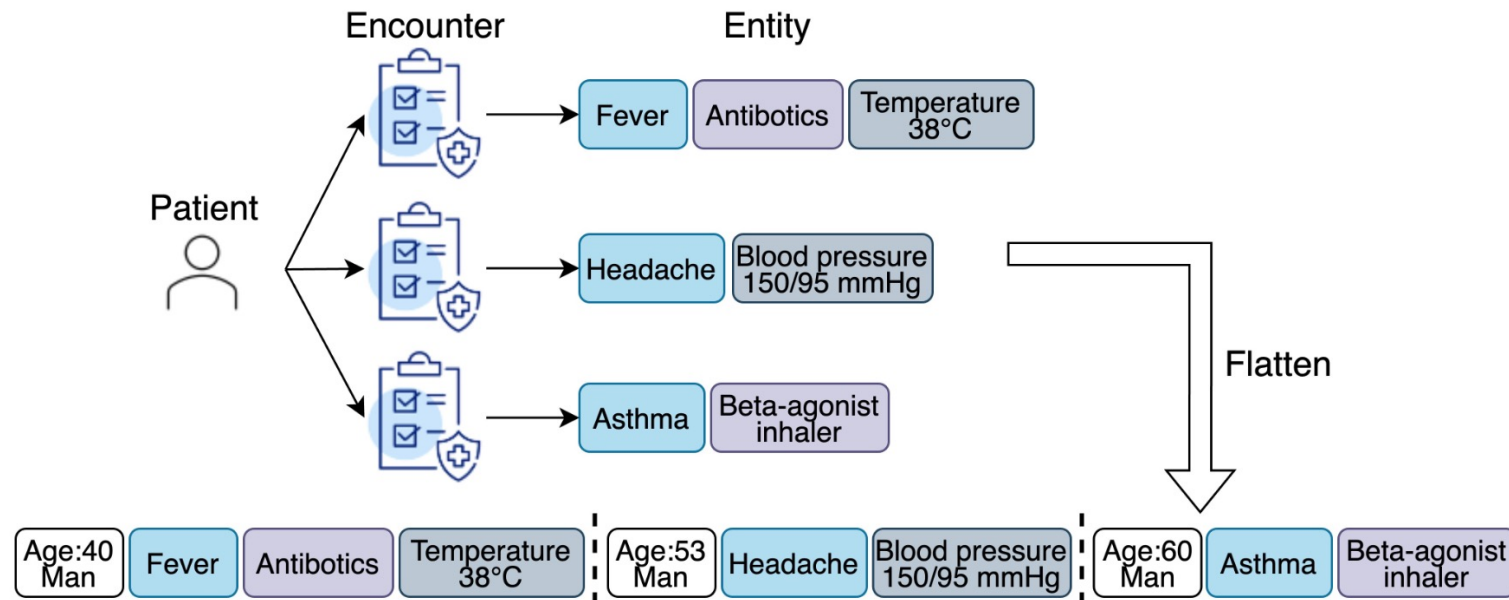 Encounter
Entity
Fever
Antibotics
Temperature
38°C
Patient
Headache
Blood pressure
150/95 mmHg
Flatten
Asthma
Beta-agonist
inhaler
Age:40
Man
Fever
Antibotics
Temperature
38°C
Age:53
Man
Headache
Blood pressure
150/95 mmHg
Age:60
Man
Asthma
Beta-agonist
inhaler